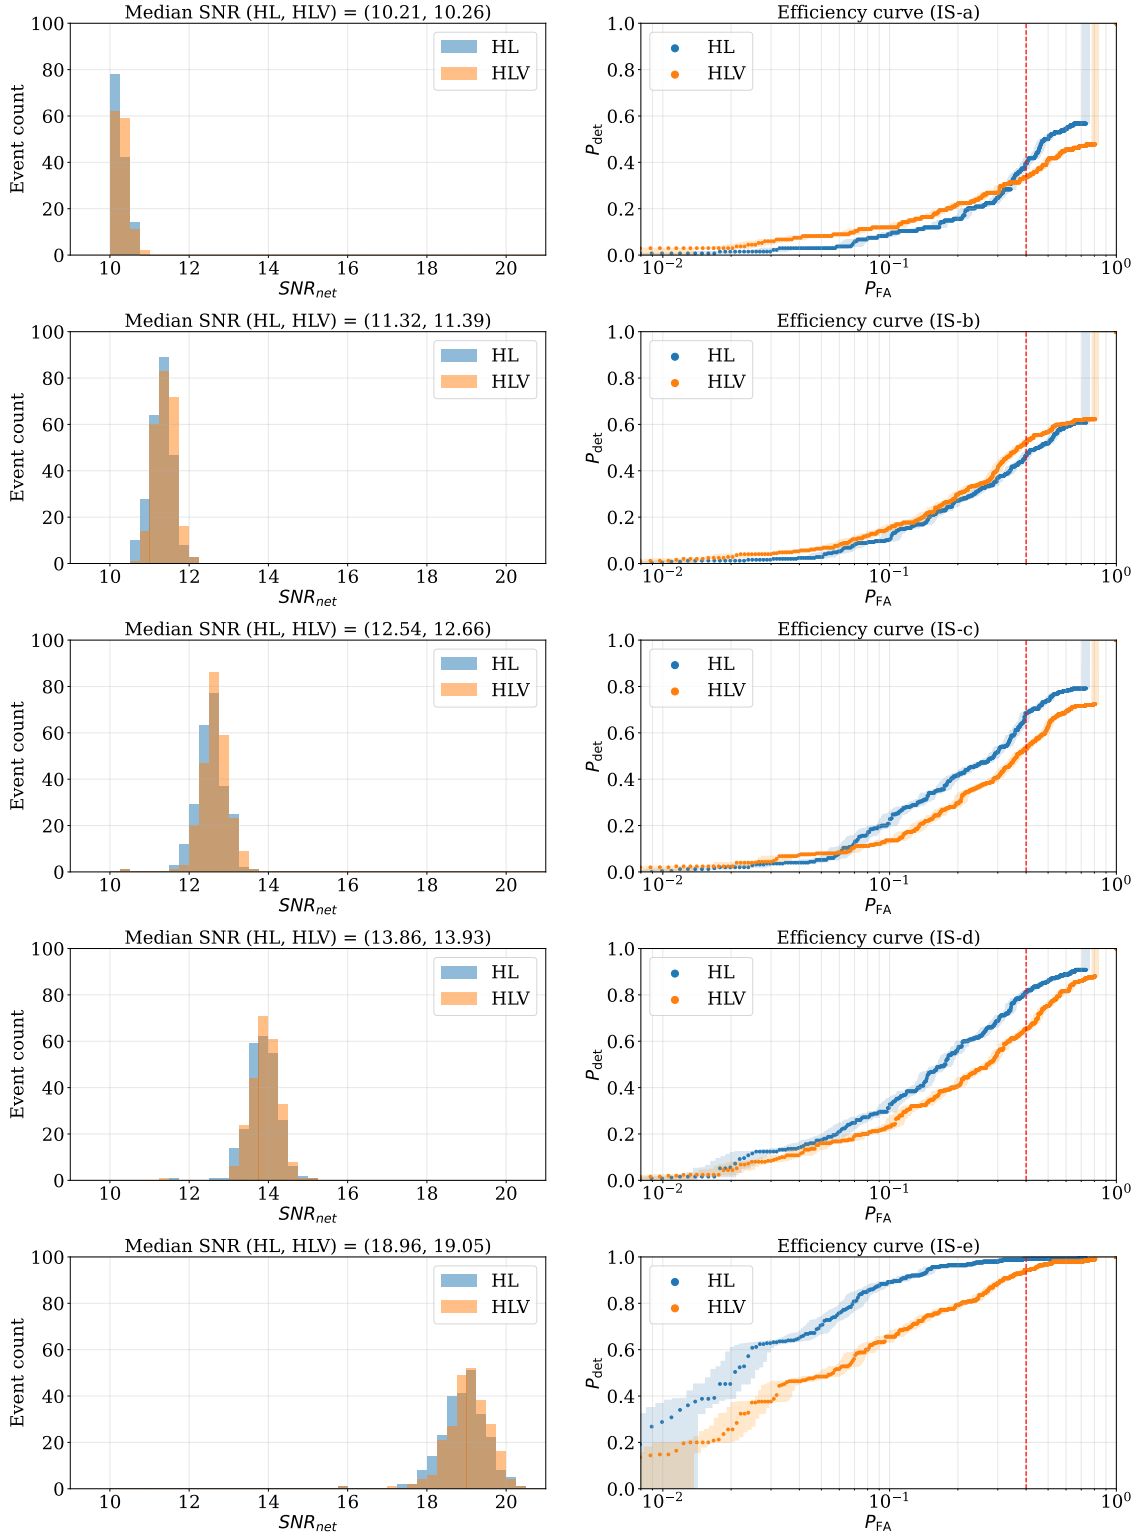 Median SNR (HL, HLV) = (10.21, 10.26)
Event count
100
80
60
40
20
0
HL
HLV
10 12 14 16 18 20
SNR_net
Efficiency curve (IS-a)
P_det
1.0
0.8
0.6
0.4
0.2
0.0
HL
HLV
10^-2 10^-1 10^0
P_FA
Median SNR (HL, HLV) = (11.32, 11.39)
Event count
100
80
60
40
20
0
HL
HLV
10 12 14 16 18 20
SNR_net
Efficiency curve (IS-b)
P_det
1.0
0.8
0.6
0.4
0.2
0.0
HL
HLV
10^-2 10^-1 10^0
P_FA
Median SNR (HL, HLV) = (12.54, 12.66)
Event count
100
80
60
40
20
0
HL
HLV
10 12 14 16 18 20
SNR_net
Efficiency curve (IS-c)
P_det
1.0
0.8
0.6
0.4
0.2
0.0
HL
HLV
10^-2 10^-1 10^0
P_FA
Median SNR (HL, HLV) = (13.86, 13.93)
Event count
100
80
60
40
20
0
HL
HLV
10 12 14 16 18 20
SNR_net
Efficiency curve (IS-d)
P_det
1.0
0.8
0.6
0.4
0.2
0.0
HL
HLV
10^-2 10^-1 10^0
P_FA
Median SNR (HL, HLV) = (18.96, 19.05)
Event count
100
80
60
40
20
0
HL
HLV
10 12 14 16 18 20
SNR_net
Efficiency curve (IS-e)
P_det
1.0
0.8
0.6
0.4
0.2
0.0
HL
HLV
10^-2 10^-1 10^0
P_FA